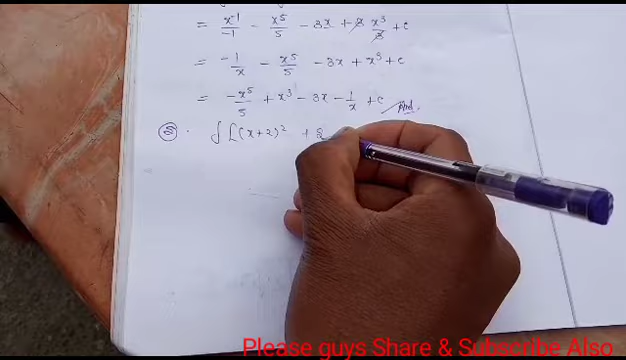 = x⁻¹/-1 - x⁵/5 - 3x + 3 x³/3 + c
= -1/x - x⁵/5 - 3x + x³ + c
= -x⁵/5 + x³ - 3x - 1/x + c Ans.
⑤. ∫ [(x+2)² +
Please guys Share & Subscribe Also